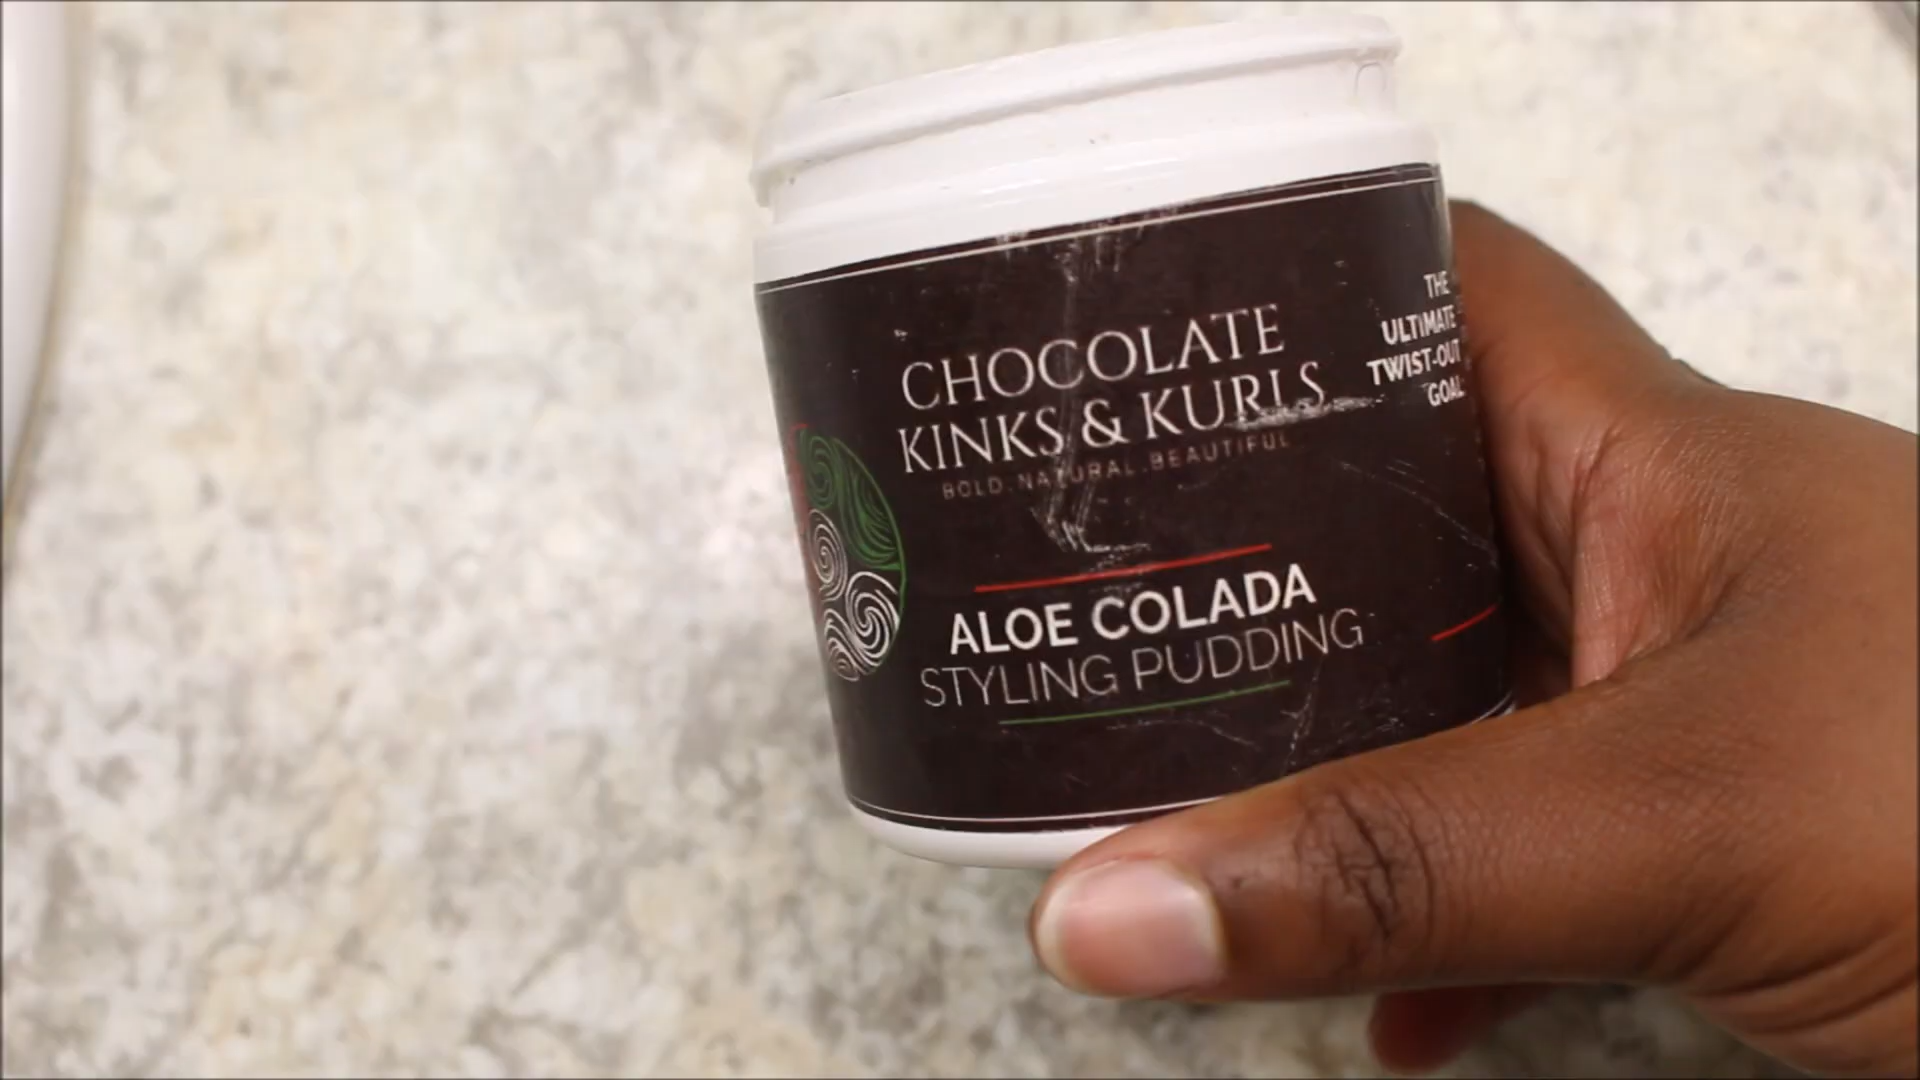 CHOCOLATE
KINKS & KURLS
BOLD.NATURAL.BEAUTIFUL
ALOE COLADA
STYLING PUDDING
THE
ULTIMATE
TWIST-OUT
GOAL